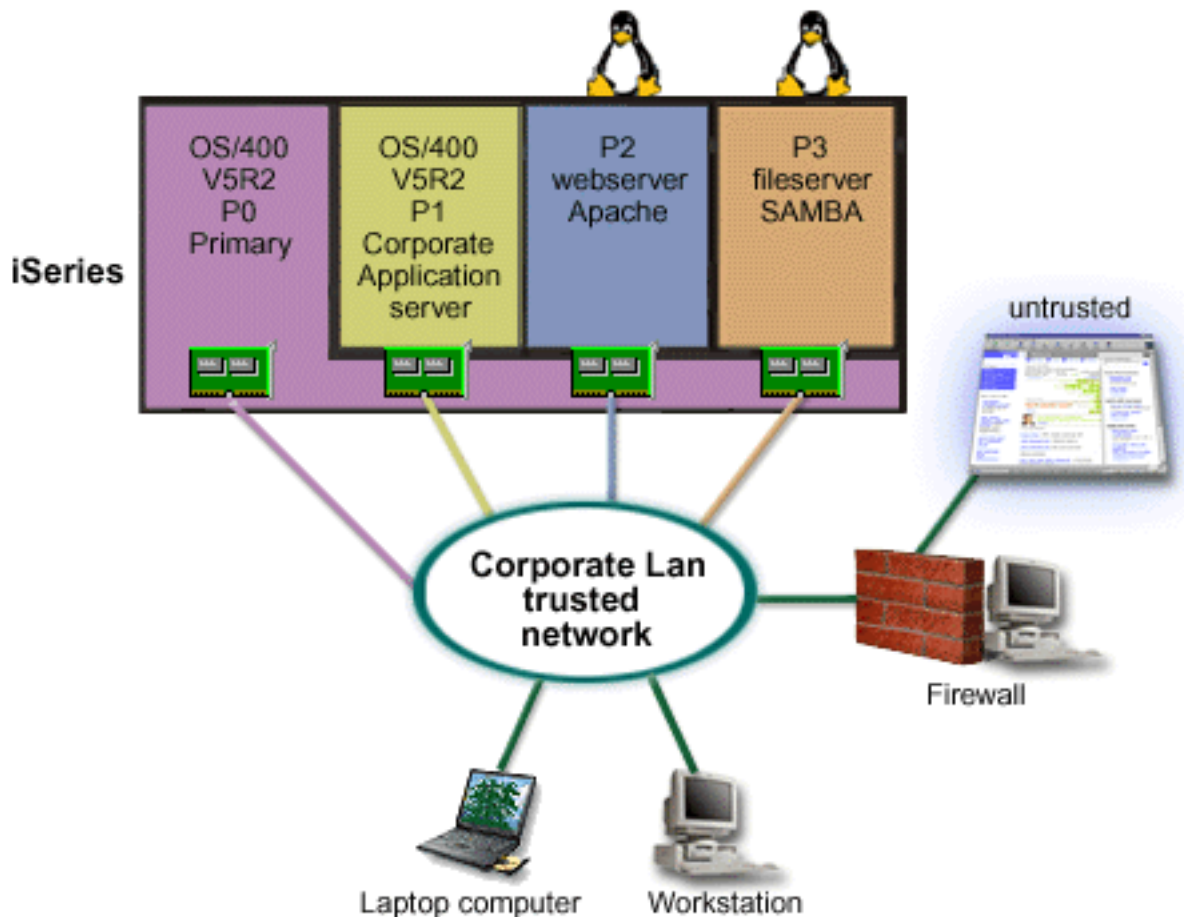 OS/400
V5R2
P0
Primary
OS/400
V5R2
P1
Corporate
Application
server
P2
webserver
Apache
P3
fileserver
SAMBA
iSeries
untrusted
Corporate Lan
trusted
network
Firewall
Laptop computer
Workstation